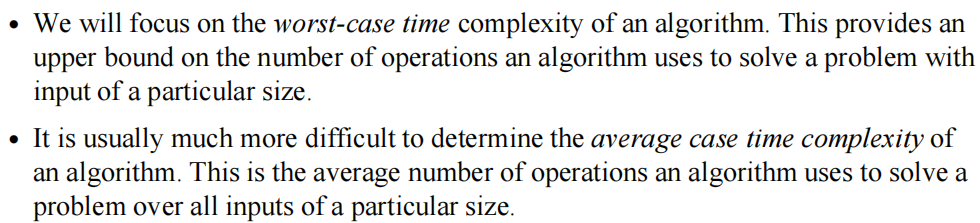 • We will focus on the worst-case time complexity of an algorithm. This provides an
upper bound on the number of operations an algorithm uses to solve a problem with
input of a particular size.
• It is usually much more difficult to determine the average case time complexity of
an algorithm. This is the average number of operations an algorithm uses to solve a
problem over all inputs of a particular size.